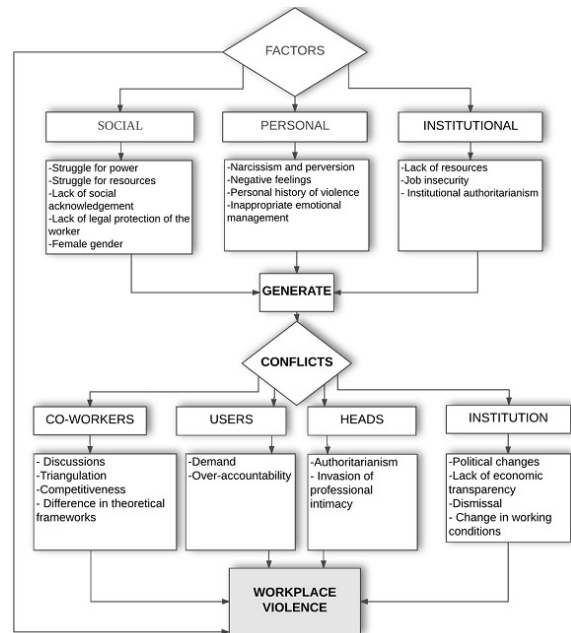 FACTORS
SOCIAL
PERSONAL
INSTITUTIONAL
-Struggle for power
-Struggle for resources
-Lack of social
acknowledgement
-Lack of legal protection of the
worker
-Female gender
-Narcissism and perversion
-Negative feelings
-Personal history of violence
-Inappropriate emotional
management
-Lack of resources
-Job insecurity
- Institutional authoritarianism
GENERATE
CONFLICTS
CO-WORKERS
USERS
HEADS
INSTITUTION
- Discussions
-Triangulation
-Competitiveness
- Difference in theoretical
frameworks
-Demand
-Over-accountability
-Authoritarianism
- Invasion of
professional
intimacy
-Political changes
-Lack of economic
transparency
-Dismissal
- Change in working
conditions
WORKPLACE
VIOLENCE